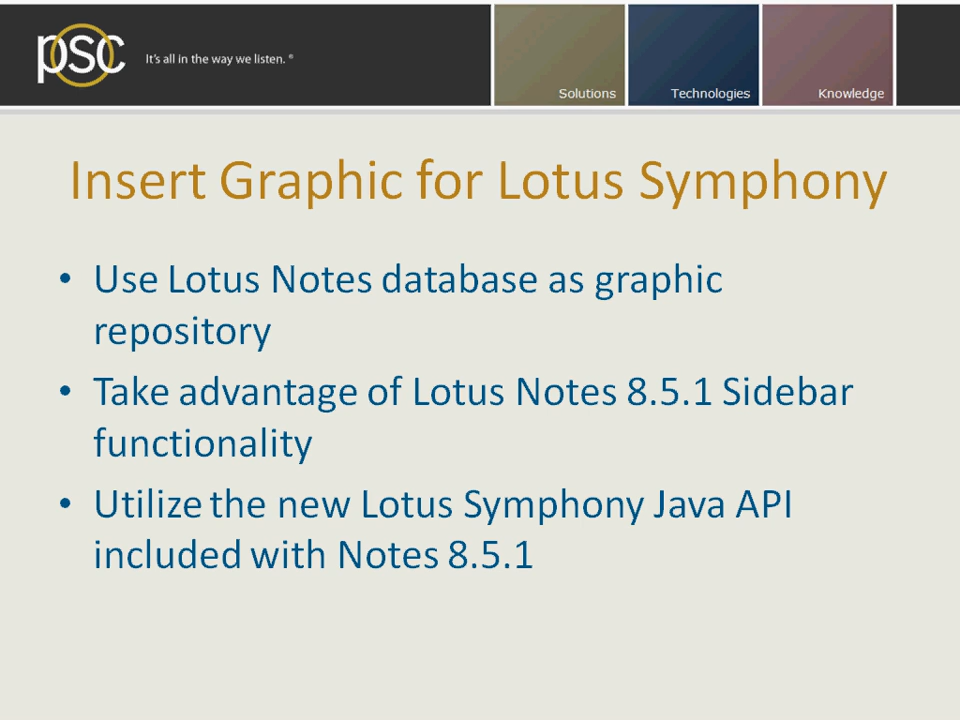 psc
It's all in the way we listen. ®
Solutions
Technologies
Knowledge
Insert Graphic for Lotus Symphony
• Use Lotus Notes database as graphic
repository
• Take advantage of Lotus Notes 8.5.1 Sidebar
functionality
• Utilize the new Lotus Symphony Java API
included with Notes 8.5.1